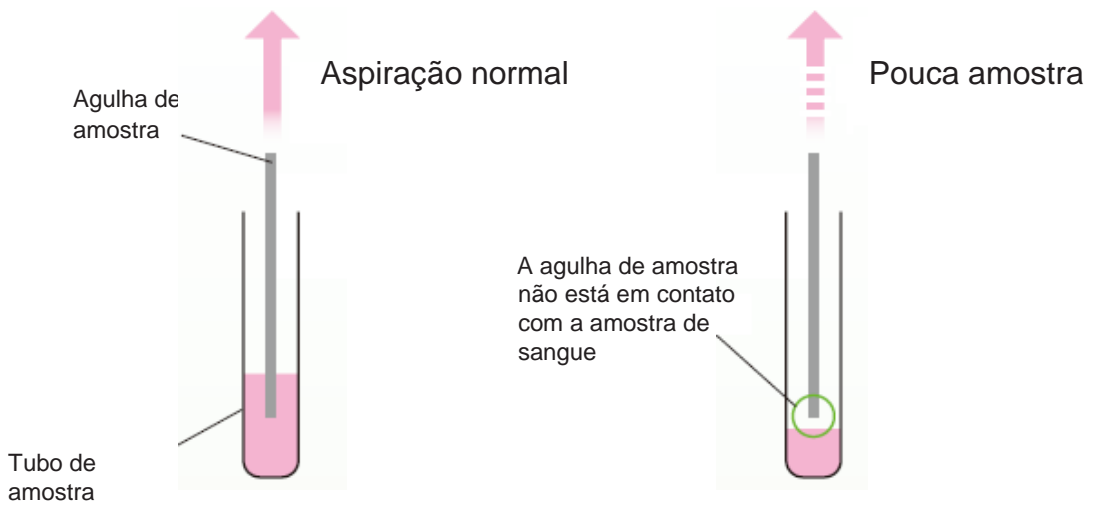 Aspiração normal
Pouca amostra
Agulha de
amostra
A agulha de amostra
não está em contato
com a amostra de
sangue
Tubo de
amostra